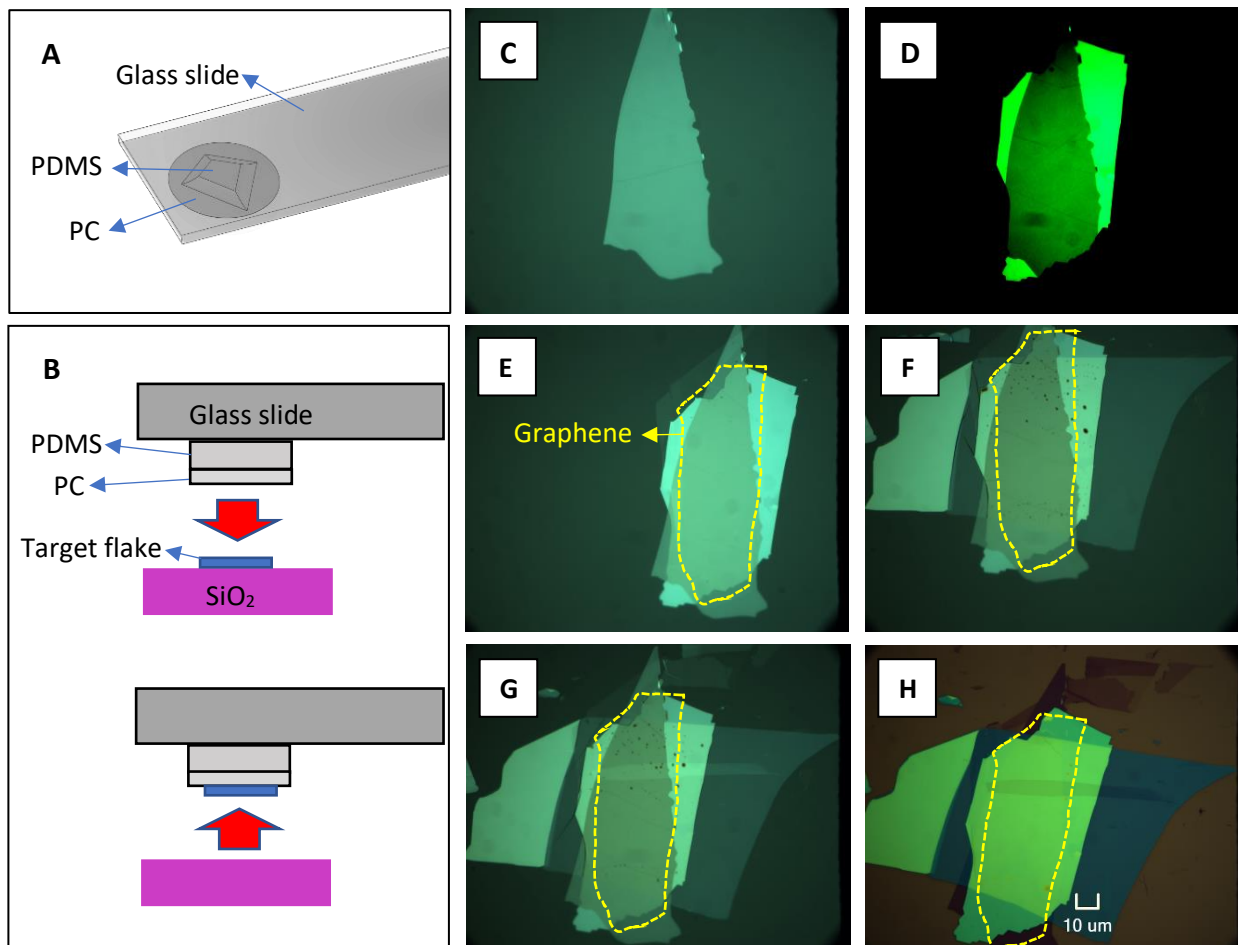 A
Glass slide
PDMS
PC
B
Glass slide
PDMS
PC
Target flake
SiO₂
C
D
E
Graphene
F
G
H
10 um